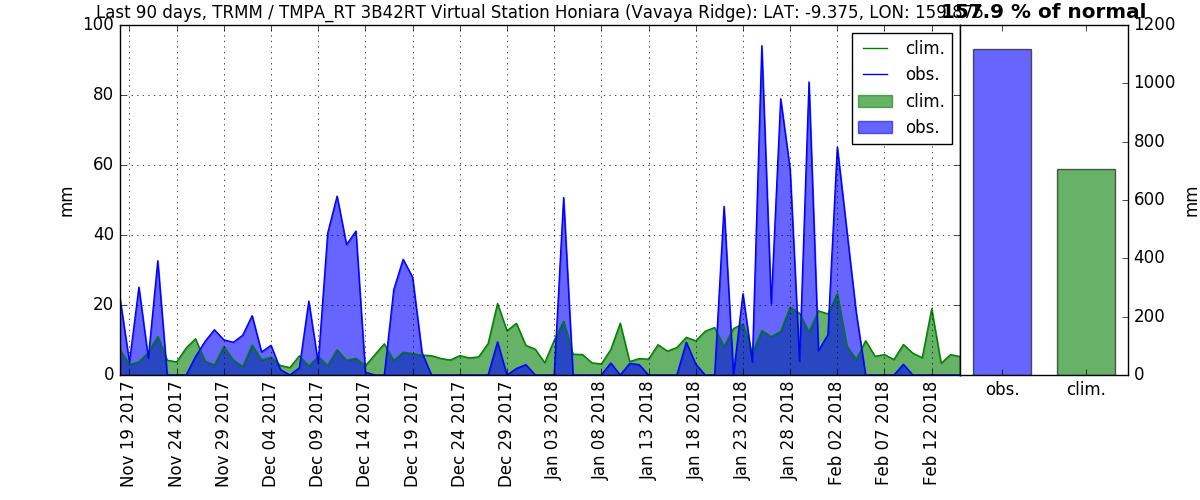 Last 90 days, TRMM / TMPA_RT 3B42RT Virtual Station Honiara (Vavaya Ridge): LAT: -9.375, LON: 159.875
157.9 % of normal
100
80
60
40
20
0
mm
clim.
obs.
clim.
obs.
1200
1000
800
600
400
200
0
mm
obs.
clim.
Nov 19 2017
Nov 24 2017
Nov 29 2017
Dec 04 2017
Dec 09 2017
Dec 14 2017
Dec 19 2017
Dec 24 2017
Dec 29 2017
Jan 03 2018
Jan 08 2018
Jan 13 2018
Jan 18 2018
Jan 23 2018
Jan 28 2018
Feb 02 2018
Feb 07 2018
Feb 12 2018